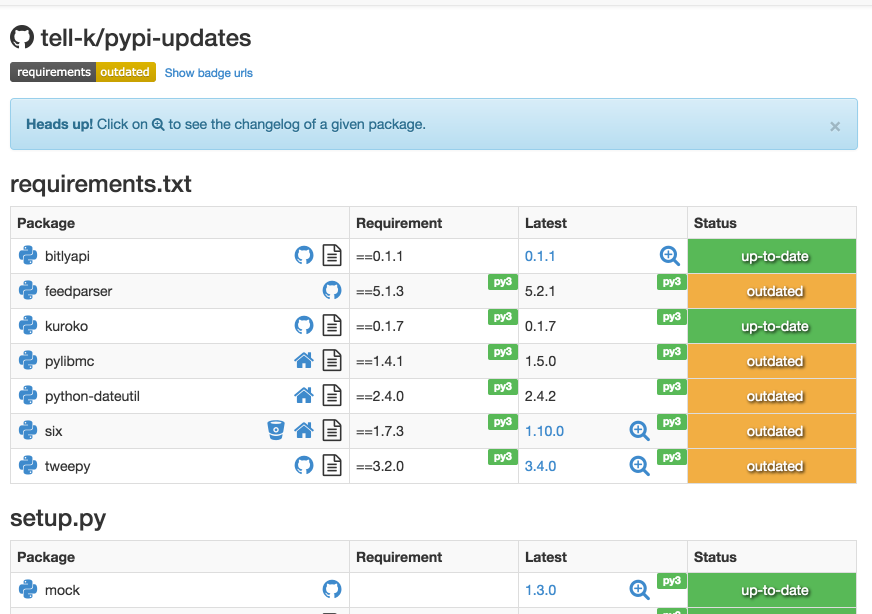 tell-k/pypi-updates
requirements outdated Show badge urls
Heads up! Click on to see the changelog of a given package. ×
requirements.txt
Package Requirement Latest Status
bitlyapi ==0.1.1 0.1.1 up-to-date
feedparser ==5.1.3 py3 5.2.1 py3 outdated
kuroko ==0.1.7 py3 0.1.7 py3 up-to-date
pylibmc ==1.4.1 py3 1.5.0 py3 outdated
python-dateutil ==2.4.0 py3 2.4.2 py3 outdated
six ==1.7.3 py3 1.10.0 py3 outdated
tweepy ==3.2.0 py3 3.4.0 py3 outdated
setup.py
Package Requirement Latest Status
mock 1.3.0 py3 up-to-date